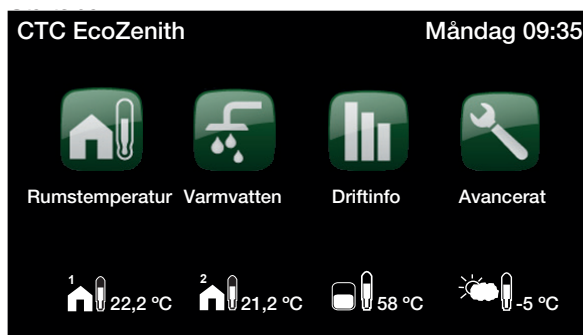 CTC EcoZenith Måndag 09:35
Rumstemperatur Varmvatten Driftinfo Avancerat
1 22,2 °C 2 21,2 °C 58 °C -5 °C